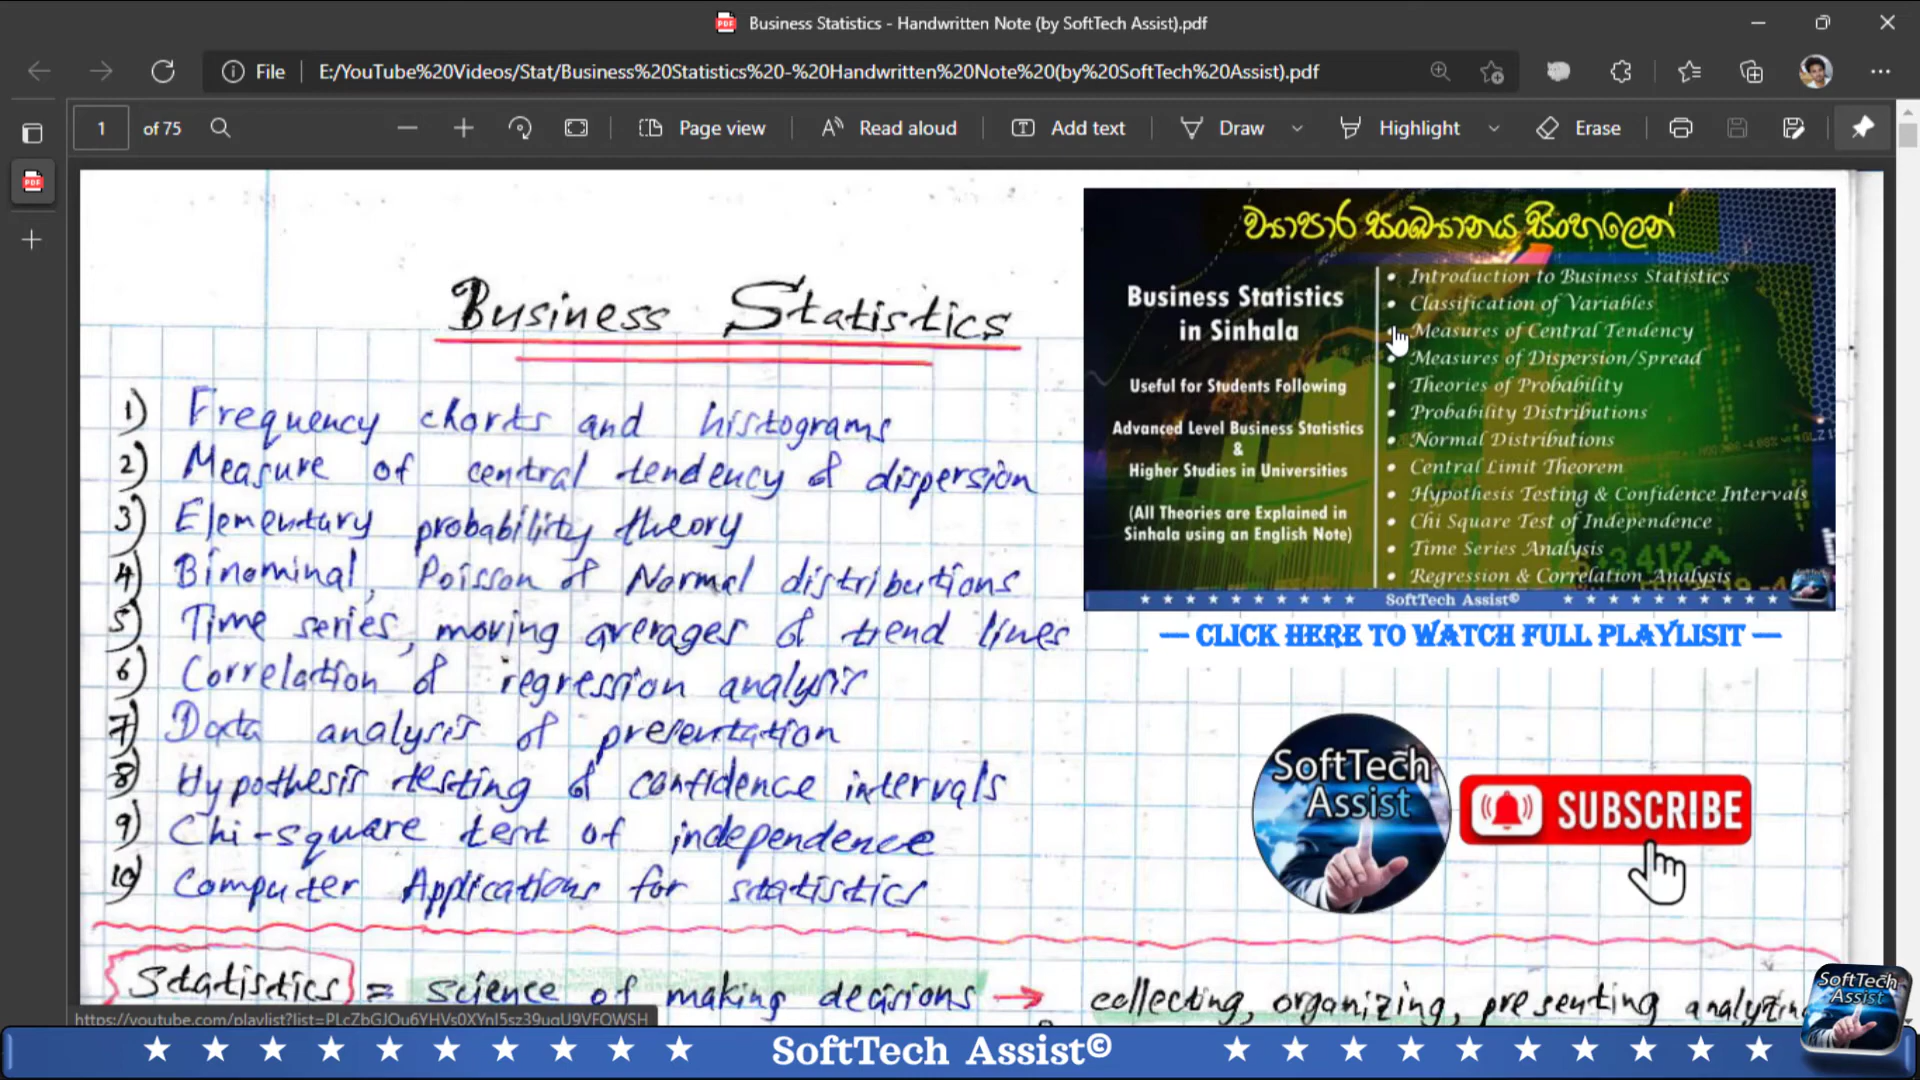 Business Statistics - Handwritten Note (by SoftTech Assist).pdf
File
E:/YouTube%20Videos/Stat/Business%20Statistics%20-%20Handwritten%20Note%20(by%20SoftTech%20Assist).pdf
1 of 75
Page view
Read aloud
Add text
Draw
Highlight
Erase
Business Statistics
1) Frequency charts and histograms
2) Measure of central tendency & dispersion
3) Elementary probability theory
4) Binominal, Poisson & Normal distributions
5) Time series, moving averages & trend lines
6) Correlation & regression analysis
7) Data analysis & presentation
8) Hypothesis testing & confidence intervals
9) Chi-square test of independence
10) Computer Applications for statistics
Statistics = science of making decisions → collecting, organizing, presenting analyzing
ව්‍යාපාර සංඛ්‍යානය සිංහලෙන්
Business Statistics
in Sinhala
Useful for Students Following
Advanced Level Business Statistics
&
Higher Studies in Universities
(All Theories are Explained in
Sinhala using an English Note)
• Introduction to Business Statistics
• Classification of Variables
• Measures of Central Tendency
• Measures of Dispersion/Spread
• Theories of Probability
• Probability Distributions
• Normal Distributions
• Central Limit Theorem
• Hypothesis Testing & Confidence Intervals
• Chi Square Test of Independence
• Time Series Analysis
• Regression & Correlation Analysis
SoftTech Assist©
— CLICK HERE TO WATCH FULL PLAYLISIT —
SoftTech
Assist
SUBSCRIBE
SoftTech
Assist
SoftTech Assist©